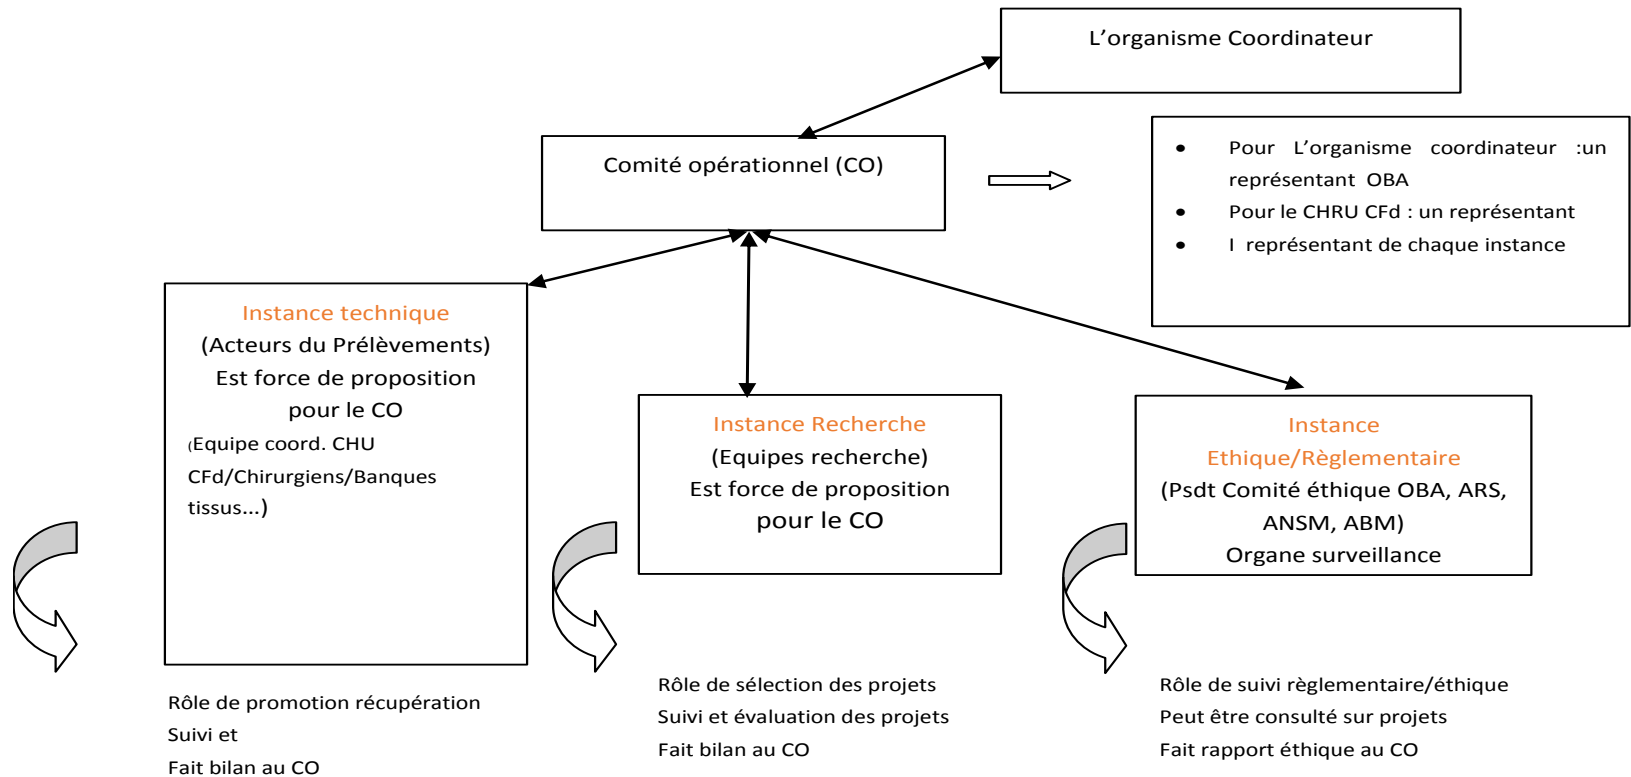 L’organisme Coordinateur
Comité opérationnel (CO)
• Pour L’organisme coordinateur :un
représentant OBA
• Pour le CHRU CFd : un représentant
• I représentant de chaque instance
Instance technique
(Acteurs du Prélèvements)
Est force de proposition
pour le CO
(Equipe coord. CHU
CFd/Chirurgiens/Banques
tissus...)
Instance Recherche
(Equipes recherche)
Est force de proposition
pour le CO
Instance
Ethique/Règlementaire
(Psdt Comité éthique OBA, ARS,
ANSM, ABM)
Organe surveillance
Rôle de promotion récupération
Suivi et
Fait bilan au CO
Rôle de sélection des projets
Suivi et évaluation des projets
Fait bilan au CO
Rôle de suivi règlementaire/éthique
Peut être consulté sur projets
Fait rapport éthique au CO